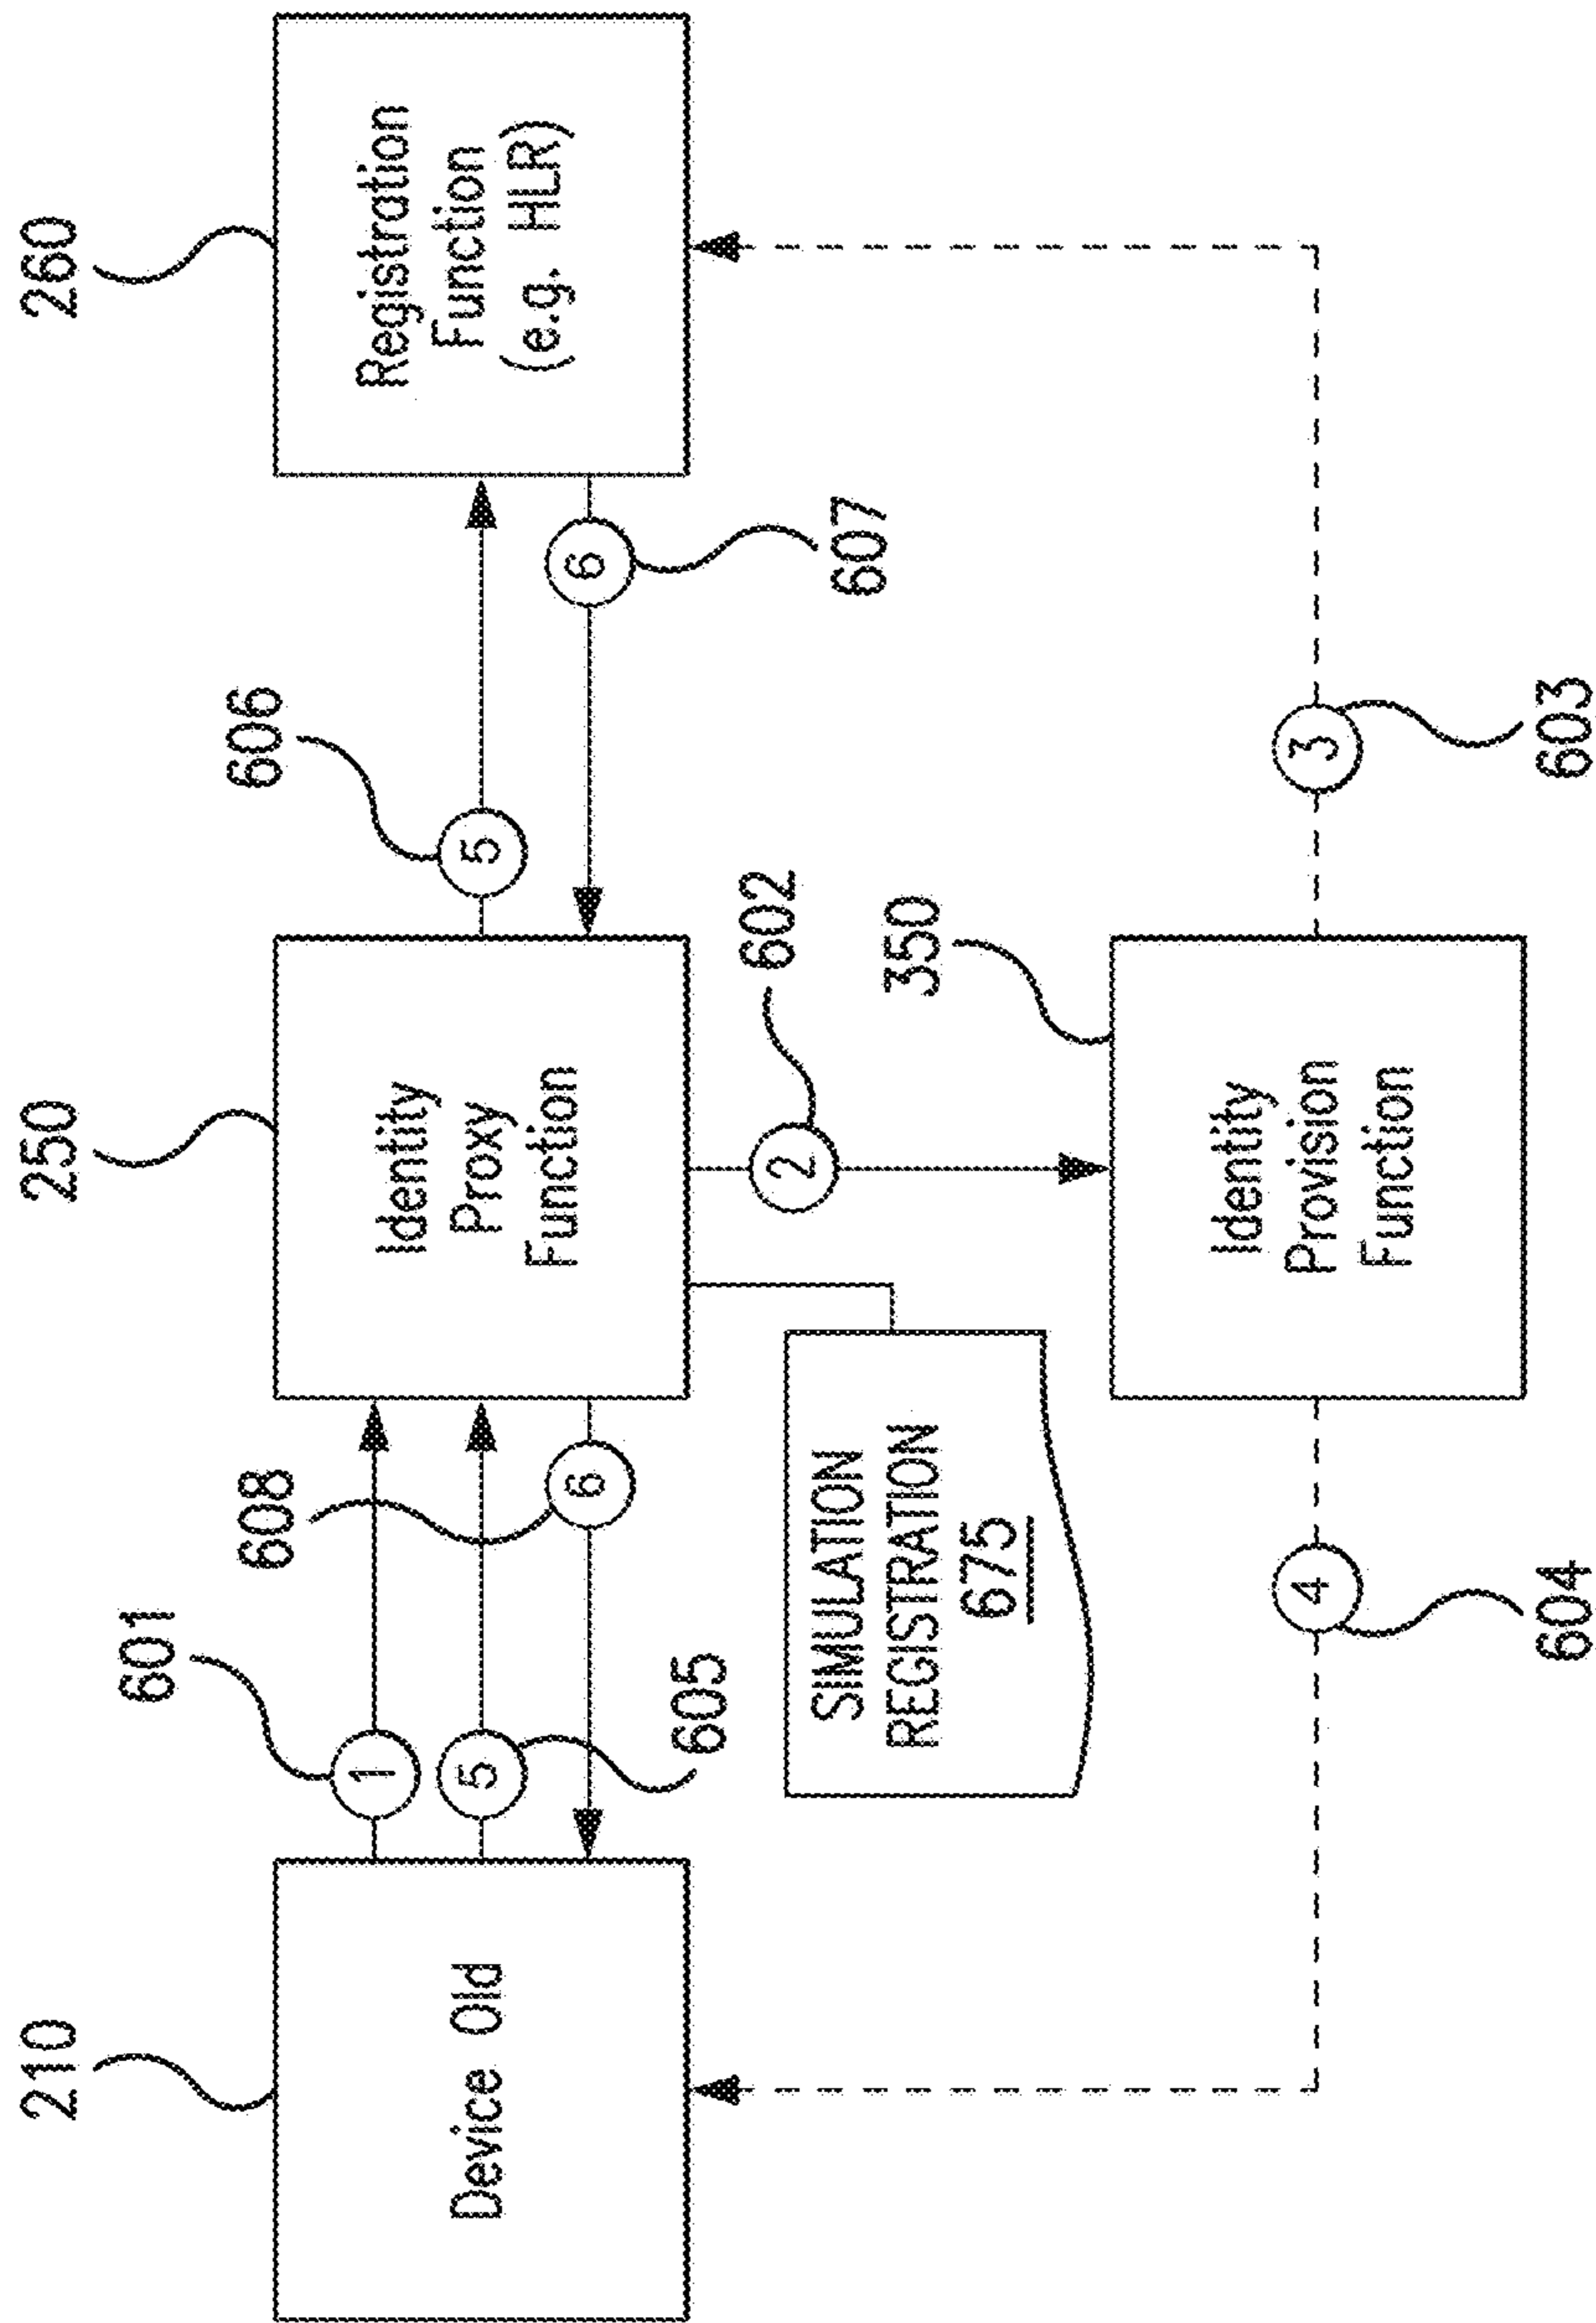 210
Device Old
601
1
5
605
608
6
250
Identity
Proxy
Function
SIMULATION
REGISTRATION
675
2
602
606
5
6
607
260
Registration
Function
(e.g. HLR)
350
Identity
Provision
Function
4
604
3
603